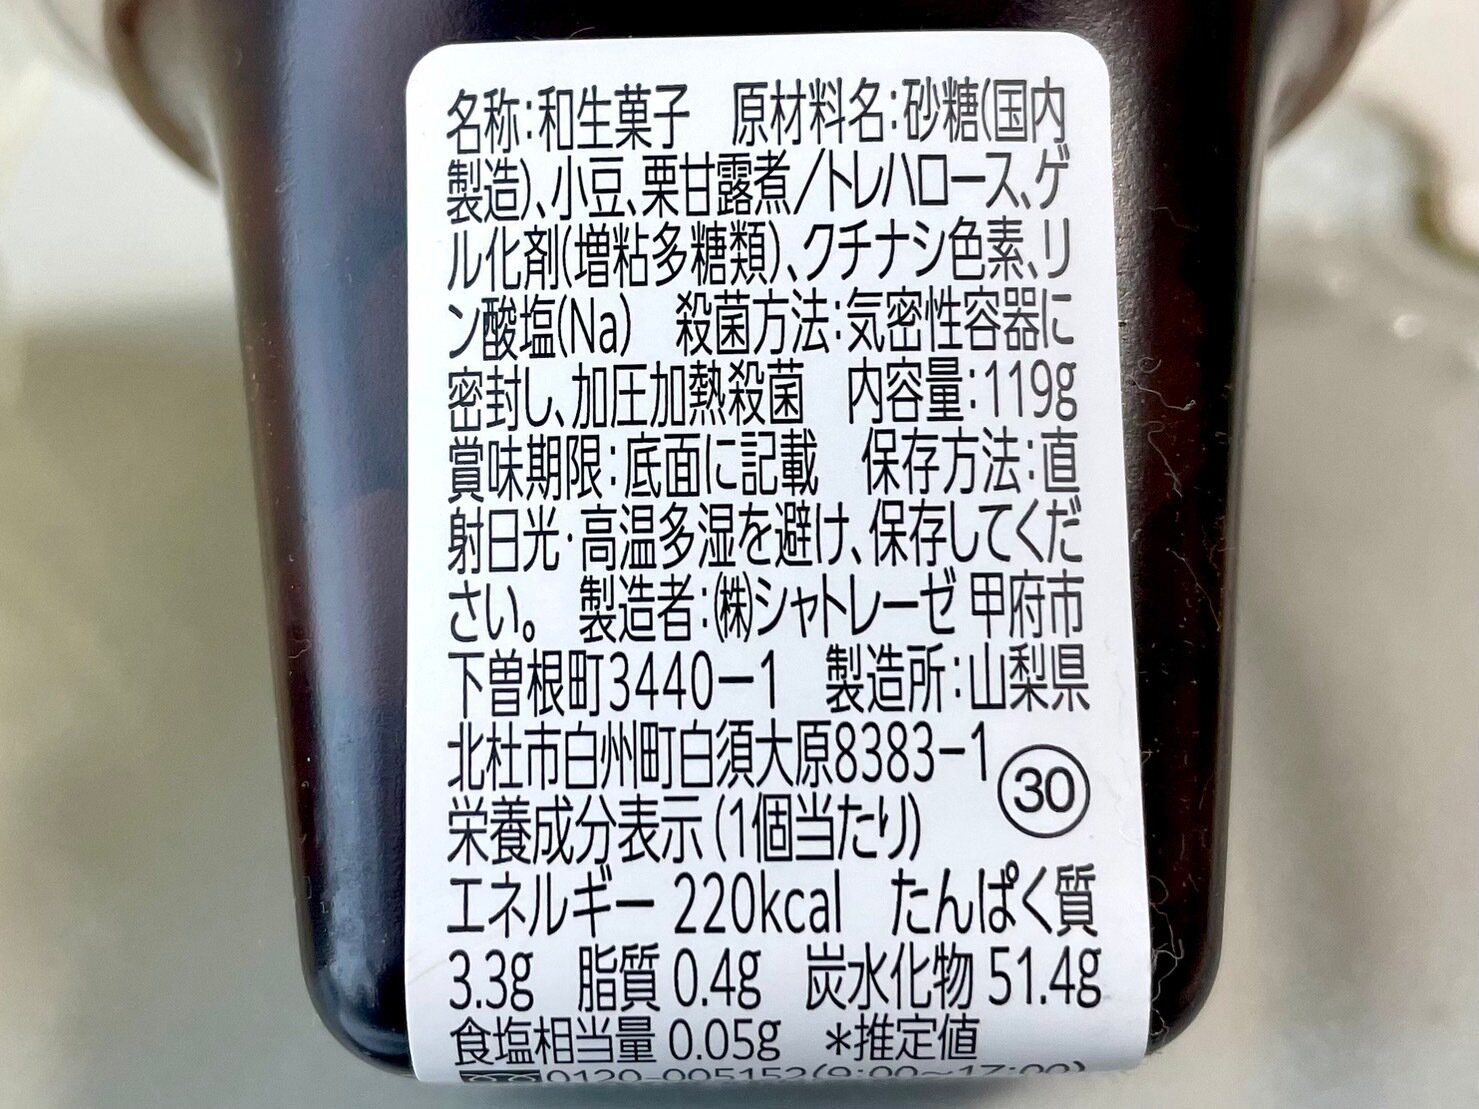 名称:和生菓子　原材料名:砂糖(国内
製造)、小豆、栗甘露煮/トレハロース、ゲ
ル化剤(増粘多糖類)、クチナシ色素、リ
ン酸塩(Na)　殺菌方法:気密性容器に
密封し、加圧加熱殺菌　内容量:119g
賞味期限:底面に記載　保存方法:直
射日光・高温多湿を避け、保存してくだ
さい。　製造者:㈱シャトレーゼ 甲府市
下曽根町3440ー1　製造所:山梨県
北杜市白州町白須大原8383−1
30
栄養成分表示(1個当たり)
エネルギー 220kcal　たんぱく質
3.3g　脂質 0.4g　炭水化物 51.4g
食塩相当量 0.05g　*推定値
0120-005152(9:00～17:00)